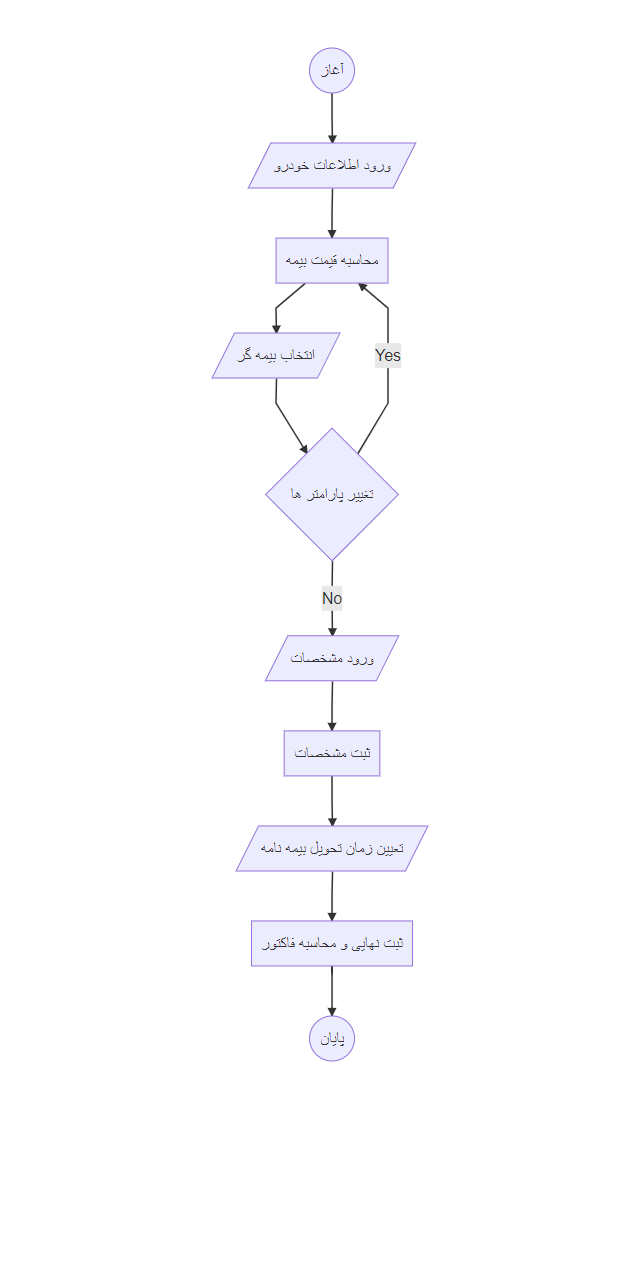 آغاز
ورود اطلاعات خودرو
محاسبه قیمت بیمه
انتخاب بیمه گر
Yes
تغییر پارامتر ها
No
ورود مشخصات
ثبت مشخصات
تعیین زمان تحویل بیمه نامه
ثبت نهایی و محاسبه فاکتور
پایان